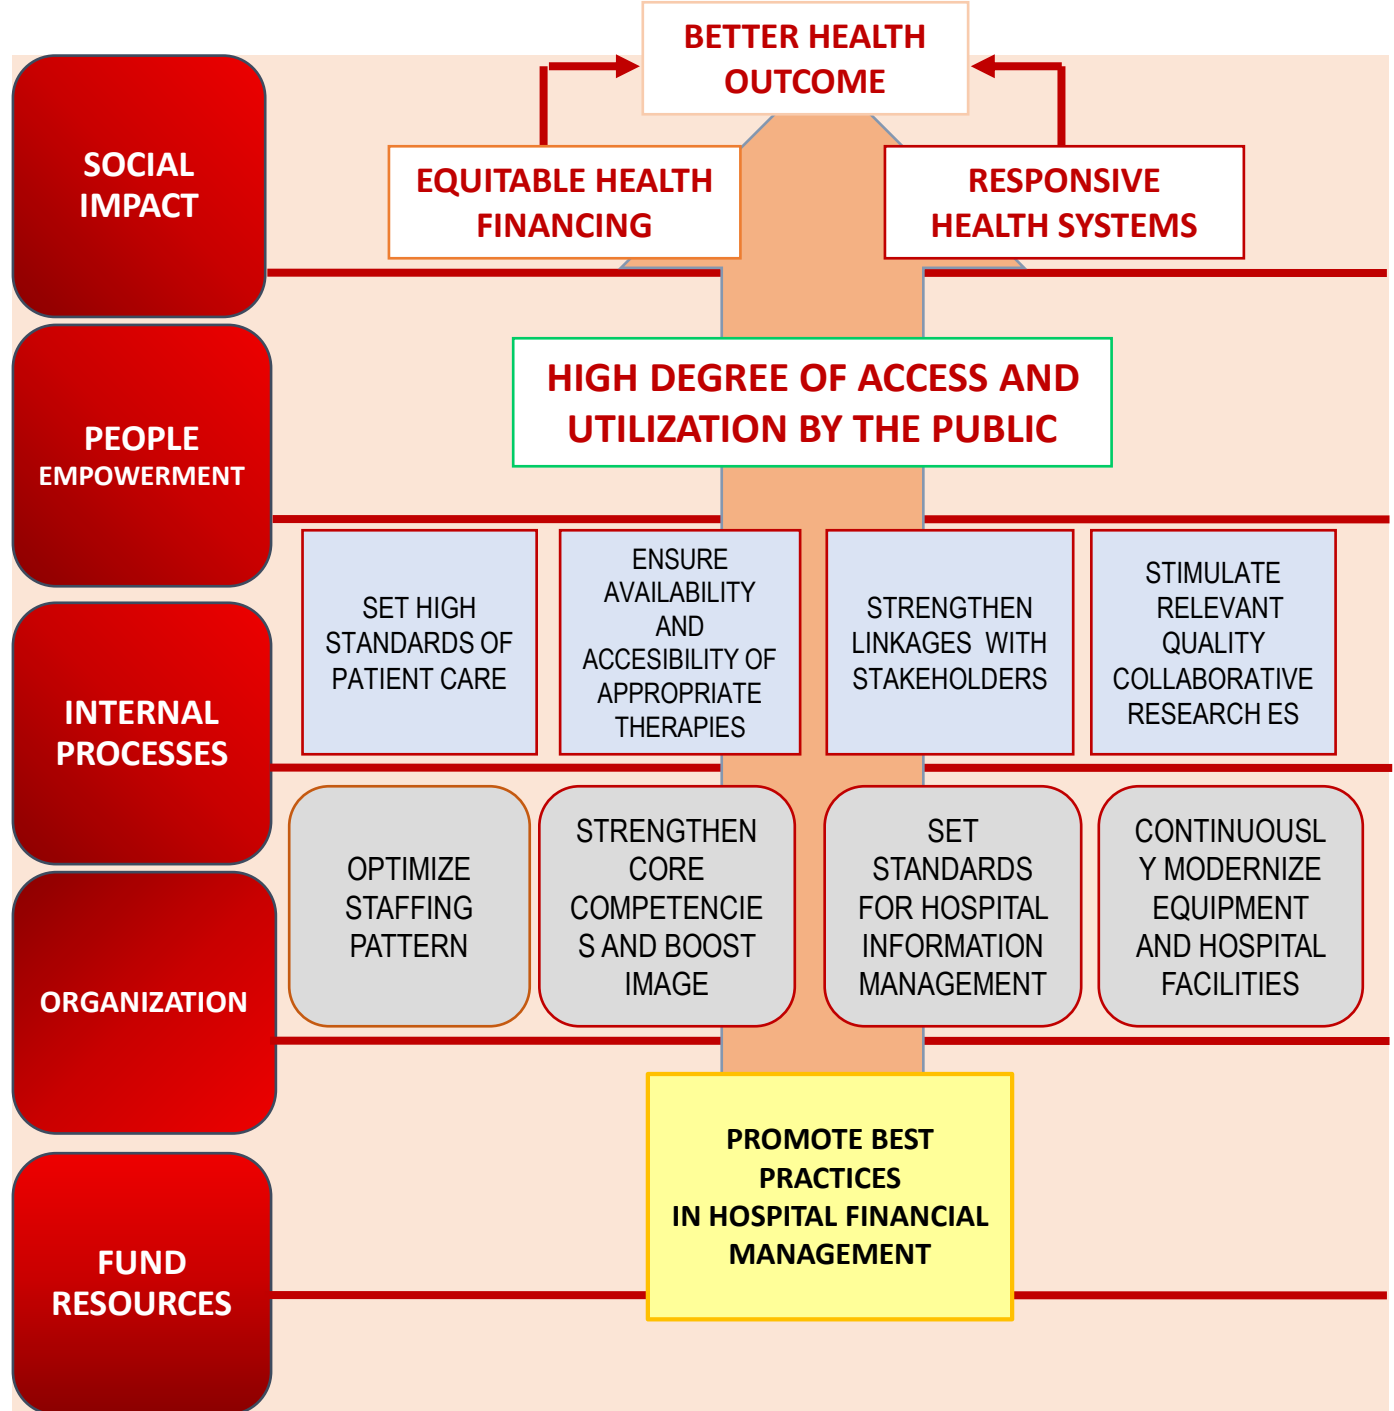 BETTER HEALTH
OUTCOME
SOCIAL
IMPACT
EQUITABLE HEALTH
FINANCING
RESPONSIVE
HEALTH SYSTEMS
PEOPLE
EMPOWERMENT
HIGH DEGREE OF ACCESS AND
UTILIZATION BY THE PUBLIC
INTERNAL
PROCESSES
SET HIGH
STANDARDS OF
PATIENT CARE
ENSURE
AVAILABILITY
AND
ACCESIBILITY OF
APPROPRIATE
THERAPIES
STRENGTHEN
LINKAGES WITH
STAKEHOLDERS
STIMULATE
RELEVANT
QUALITY
COLLABORATIVE
RESEARCH ES
ORGANIZATION
OPTIMIZE
STAFFING
PATTERN
STRENGTHEN
CORE
COMPETENCIE
S AND BOOST
IMAGE
SET
STANDARDS
FOR HOSPITAL
INFORMATION
MANAGEMENT
CONTINUOUSL
Y MODERNIZE
EQUIPMENT
AND HOSPITAL
FACILITIES
FUND
RESOURCES
PROMOTE BEST
PRACTICES
IN HOSPITAL FINANCIAL
MANAGEMENT